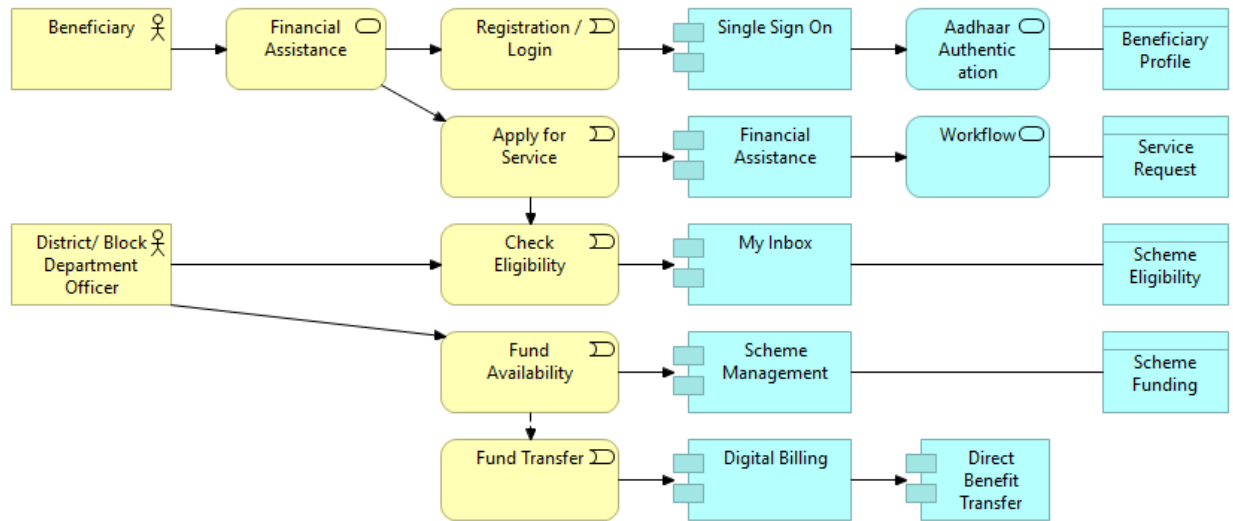 Beneficiary
Financial
Assistance
Registration /
Login
Single Sign On
Aadhaar
Authentic
ation
Beneficiary
Profile
Apply for
Service
Financial
Assistance
Workflow
Service
Request
District/ Block
Department
Officer
Check
Eligibility
My Inbox
Scheme
Eligibility
Fund
Availability
Scheme
Management
Scheme
Funding
Fund Transfer
Digital Billing
Direct
Benefit
Transfer